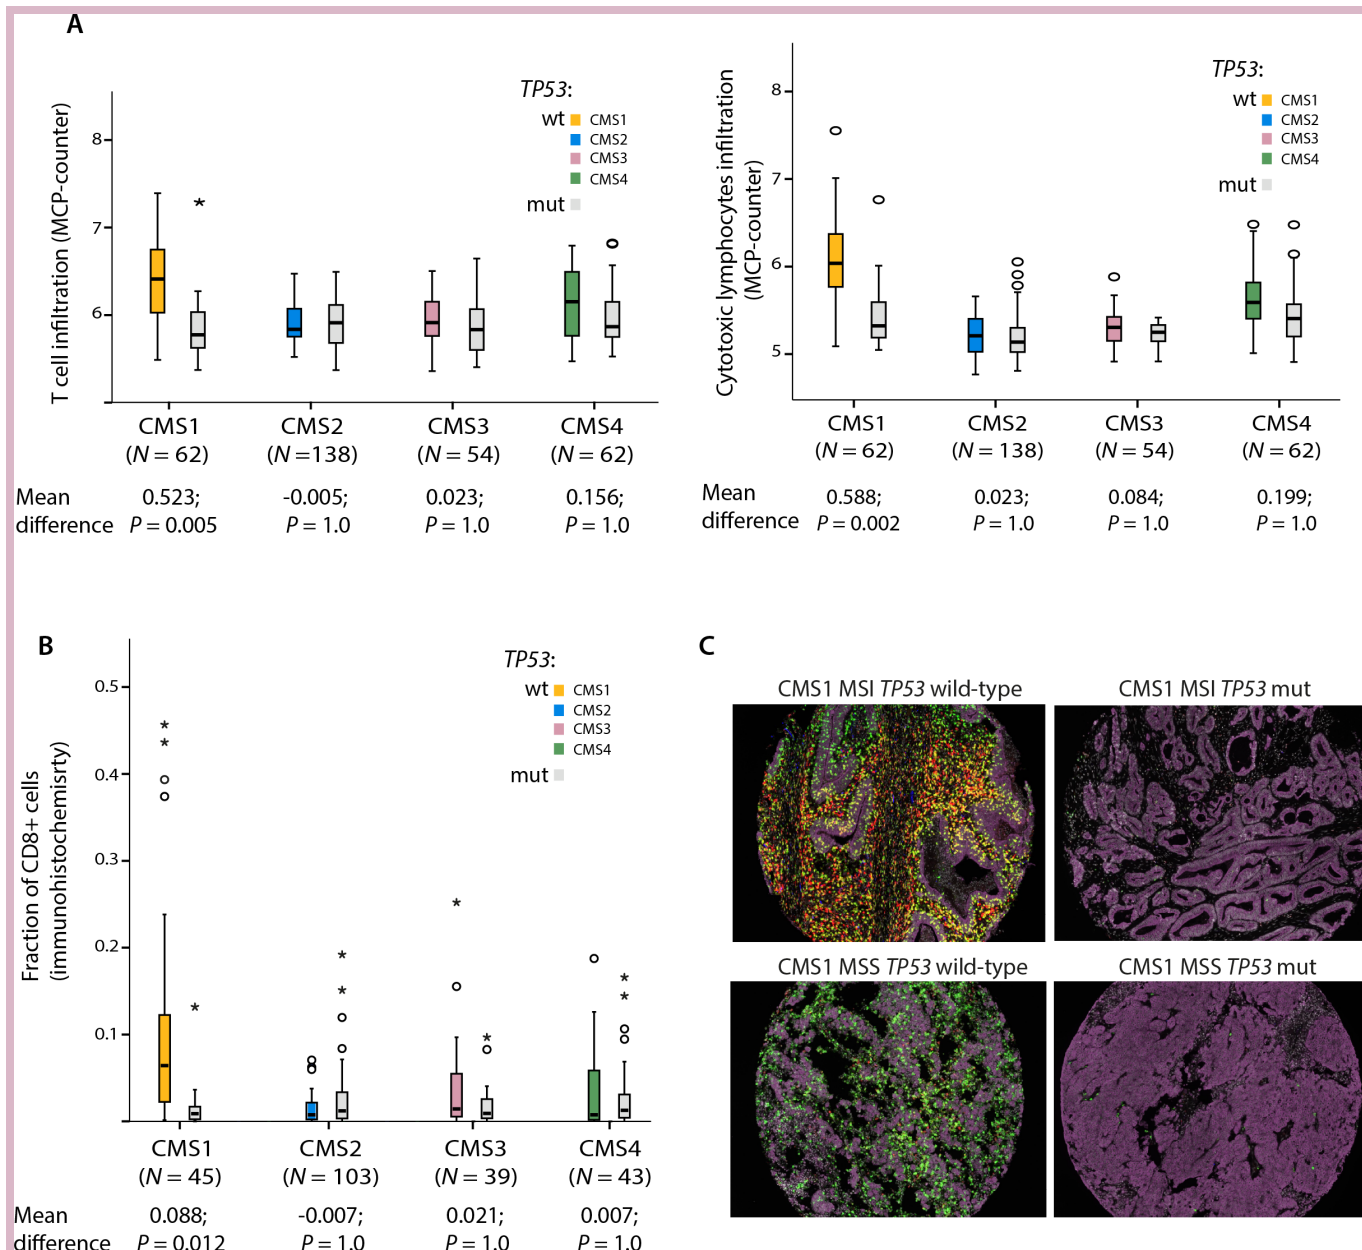 A
T cell infiltration (MCP-counter)
8
7
6
TP53:
wt CMS1
CMS2
CMS3
CMS4
mut
*
CMS1 CMS2 CMS3 CMS4
(N = 62) (N =138) (N = 54) (N = 62)
Mean 0.523; -0.005; 0.023; 0.156;
difference P = 0.005 P = 1.0 P = 1.0 P = 1.0
Cytotoxic lymphocytes infiltration
(MCP-counter)
8
7
6
5
TP53:
wt CMS1
CMS2
CMS3
CMS4
mut
CMS1 CMS2 CMS3 CMS4
(N = 62) (N = 138) (N = 54) (N = 62)
Mean 0.588; 0.023; 0.084; 0.199;
difference P = 0.002 P = 1.0 P = 1.0 P = 1.0
B
Fraction of CD8+ cells
(immunohistochemisrty)
0.5
0.4
0.3
0.2
0.1
TP53:
wt CMS1
CMS2
CMS3
CMS4
mut
CMS1 CMS2 CMS3 CMS4
(N = 45) (N = 103) (N = 39) (N = 43)
Mean 0.088; -0.007; 0.021; 0.007;
difference P = 0.012 P = 1.0 P = 1.0 P = 1.0
C
CMS1 MSI TP53 wild-type
CMS1 MSI TP53 mut
CMS1 MSS TP53 wild-type
CMS1 MSS TP53 mut